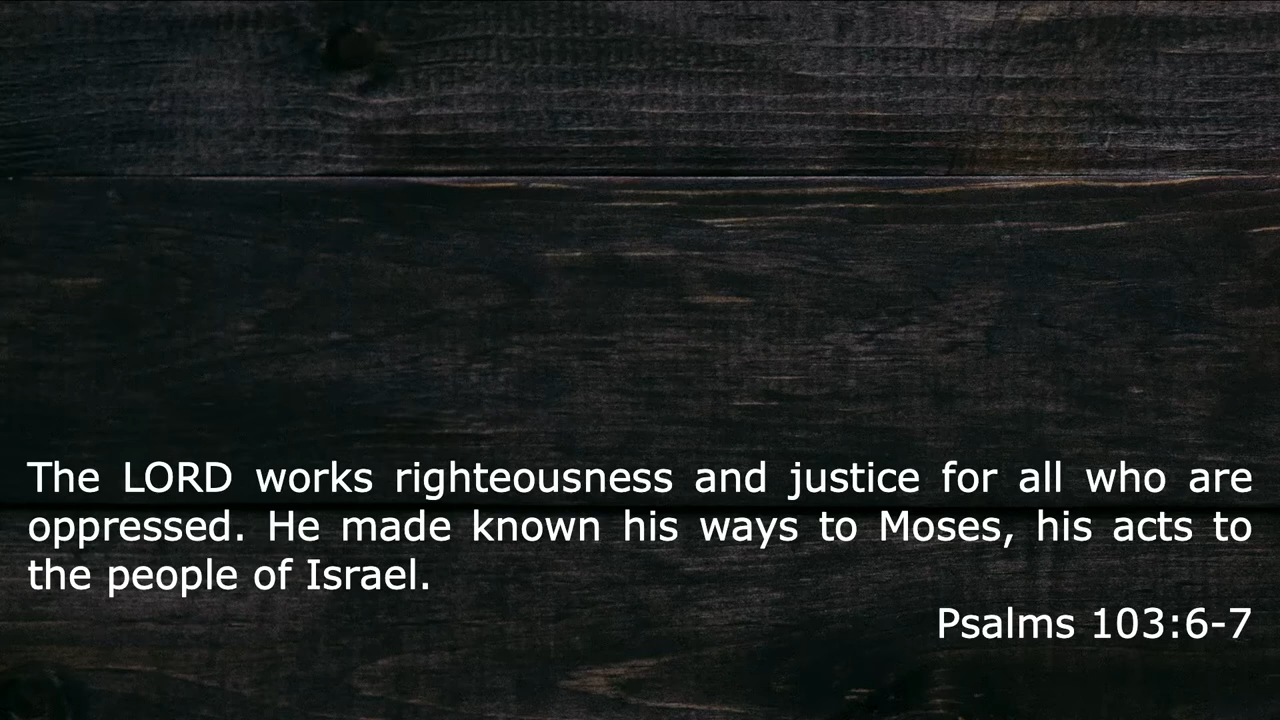 The LORD works righteousness and justice for all who are
oppressed. He made known his ways to Moses, his acts to
the people of Israel.
Psalms 103:6-7